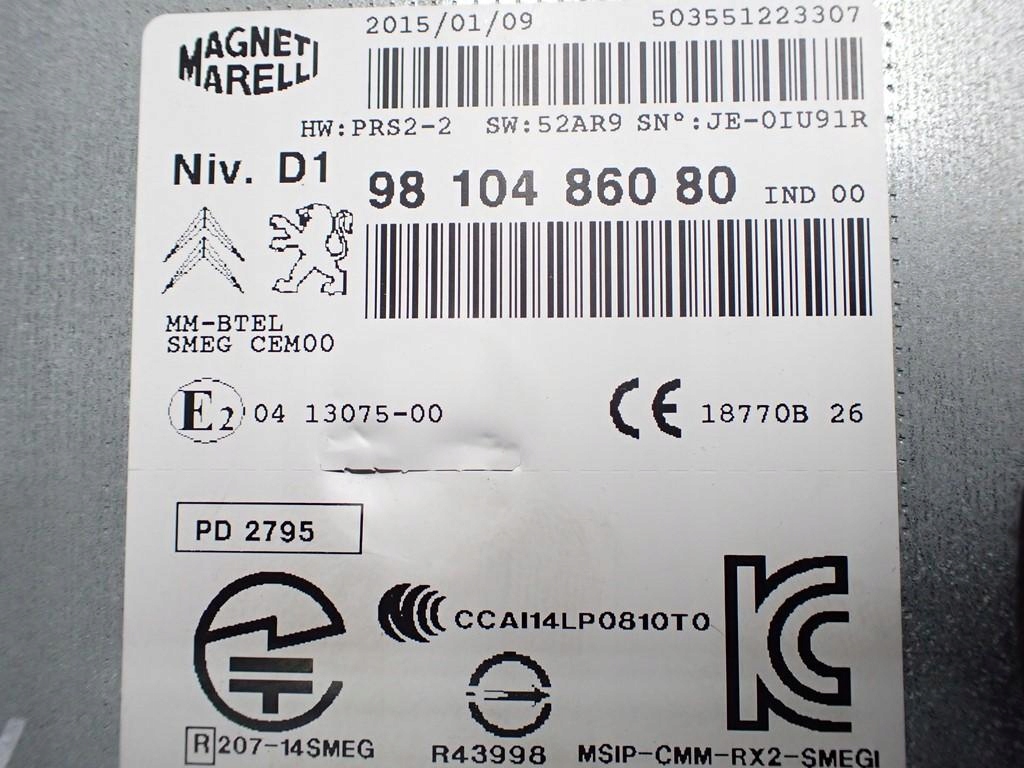 MAGNETI
MARELLI
2015/01/09 503551223307
HW:PRS2-2 SW:52AR9 SN°:JE-0IU91R
Niv. D1 98 104 860 80 IND 00
MM-BTEL
SMEG CEM00
E2 04 13075-00 CE 18770B 26
PD 2795
CCAI14LP0810T0
R 207-14SMEG R43998 MSIP-CMM-RX2-SMEGI